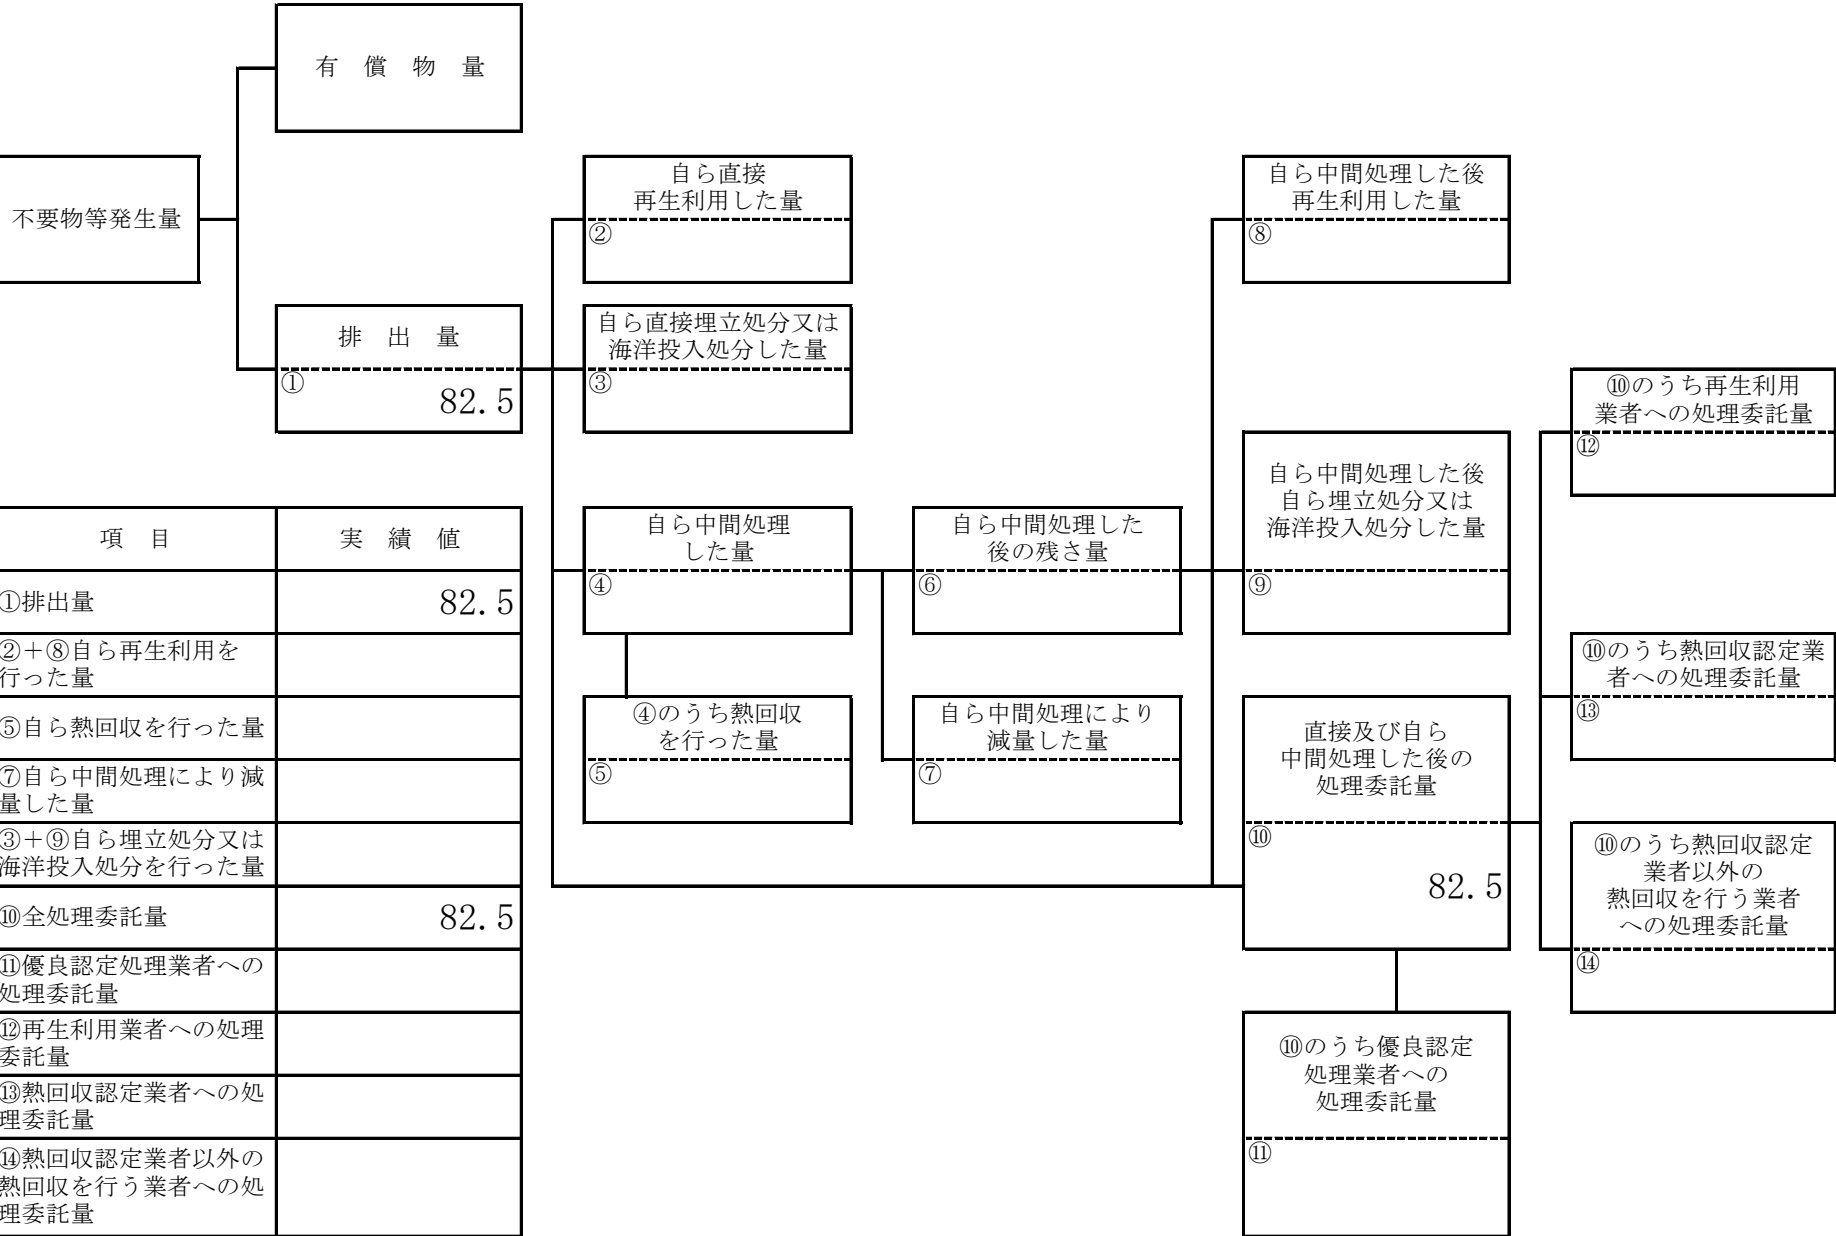 有　償　物　量
不要物等発生量
排　出　量
①
82.5
自ら直接
再生利用した量
②
自ら直接埋立処分又は
海洋投入処分した量
③
自ら中間処理
した量
④
④のうち熱回収
を行った量
⑤
自ら中間処理した
後の残さ量
⑥
自ら中間処理により
減量した量
⑦
自ら中間処理した後
再生利用した量
⑧
自ら中間処理した後
自ら埋立処分又は
海洋投入処分した量
⑨
直接及び自ら
中間処理した後の
処理委託量
⑩
82.5
⑩のうち優良認定
処理業者への
処理委託量
⑪
⑩のうち再生利用
業者への処理委託量
⑫
⑩のうち熱回収認定業
者への処理委託量
⑬
⑩のうち熱回収認定
業者以外の
熱回収を行う業者
への処理委託量
⑭
項　目
実　績　値
①排出量
82.5
②＋⑧自ら再生利用を
行った量
⑤自ら熱回収を行った量
⑦自ら中間処理により減
量した量
③＋⑨自ら埋立処分又は
海洋投入処分を行った量
⑩全処理委託量
82.5
⑪優良認定処理業者への
処理委託量
⑫再生利用業者への処理
委託量
⑬熱回収認定業者への処
理委託量
⑭熱回収認定業者以外の
熱回収を行う業者への処
理委託量